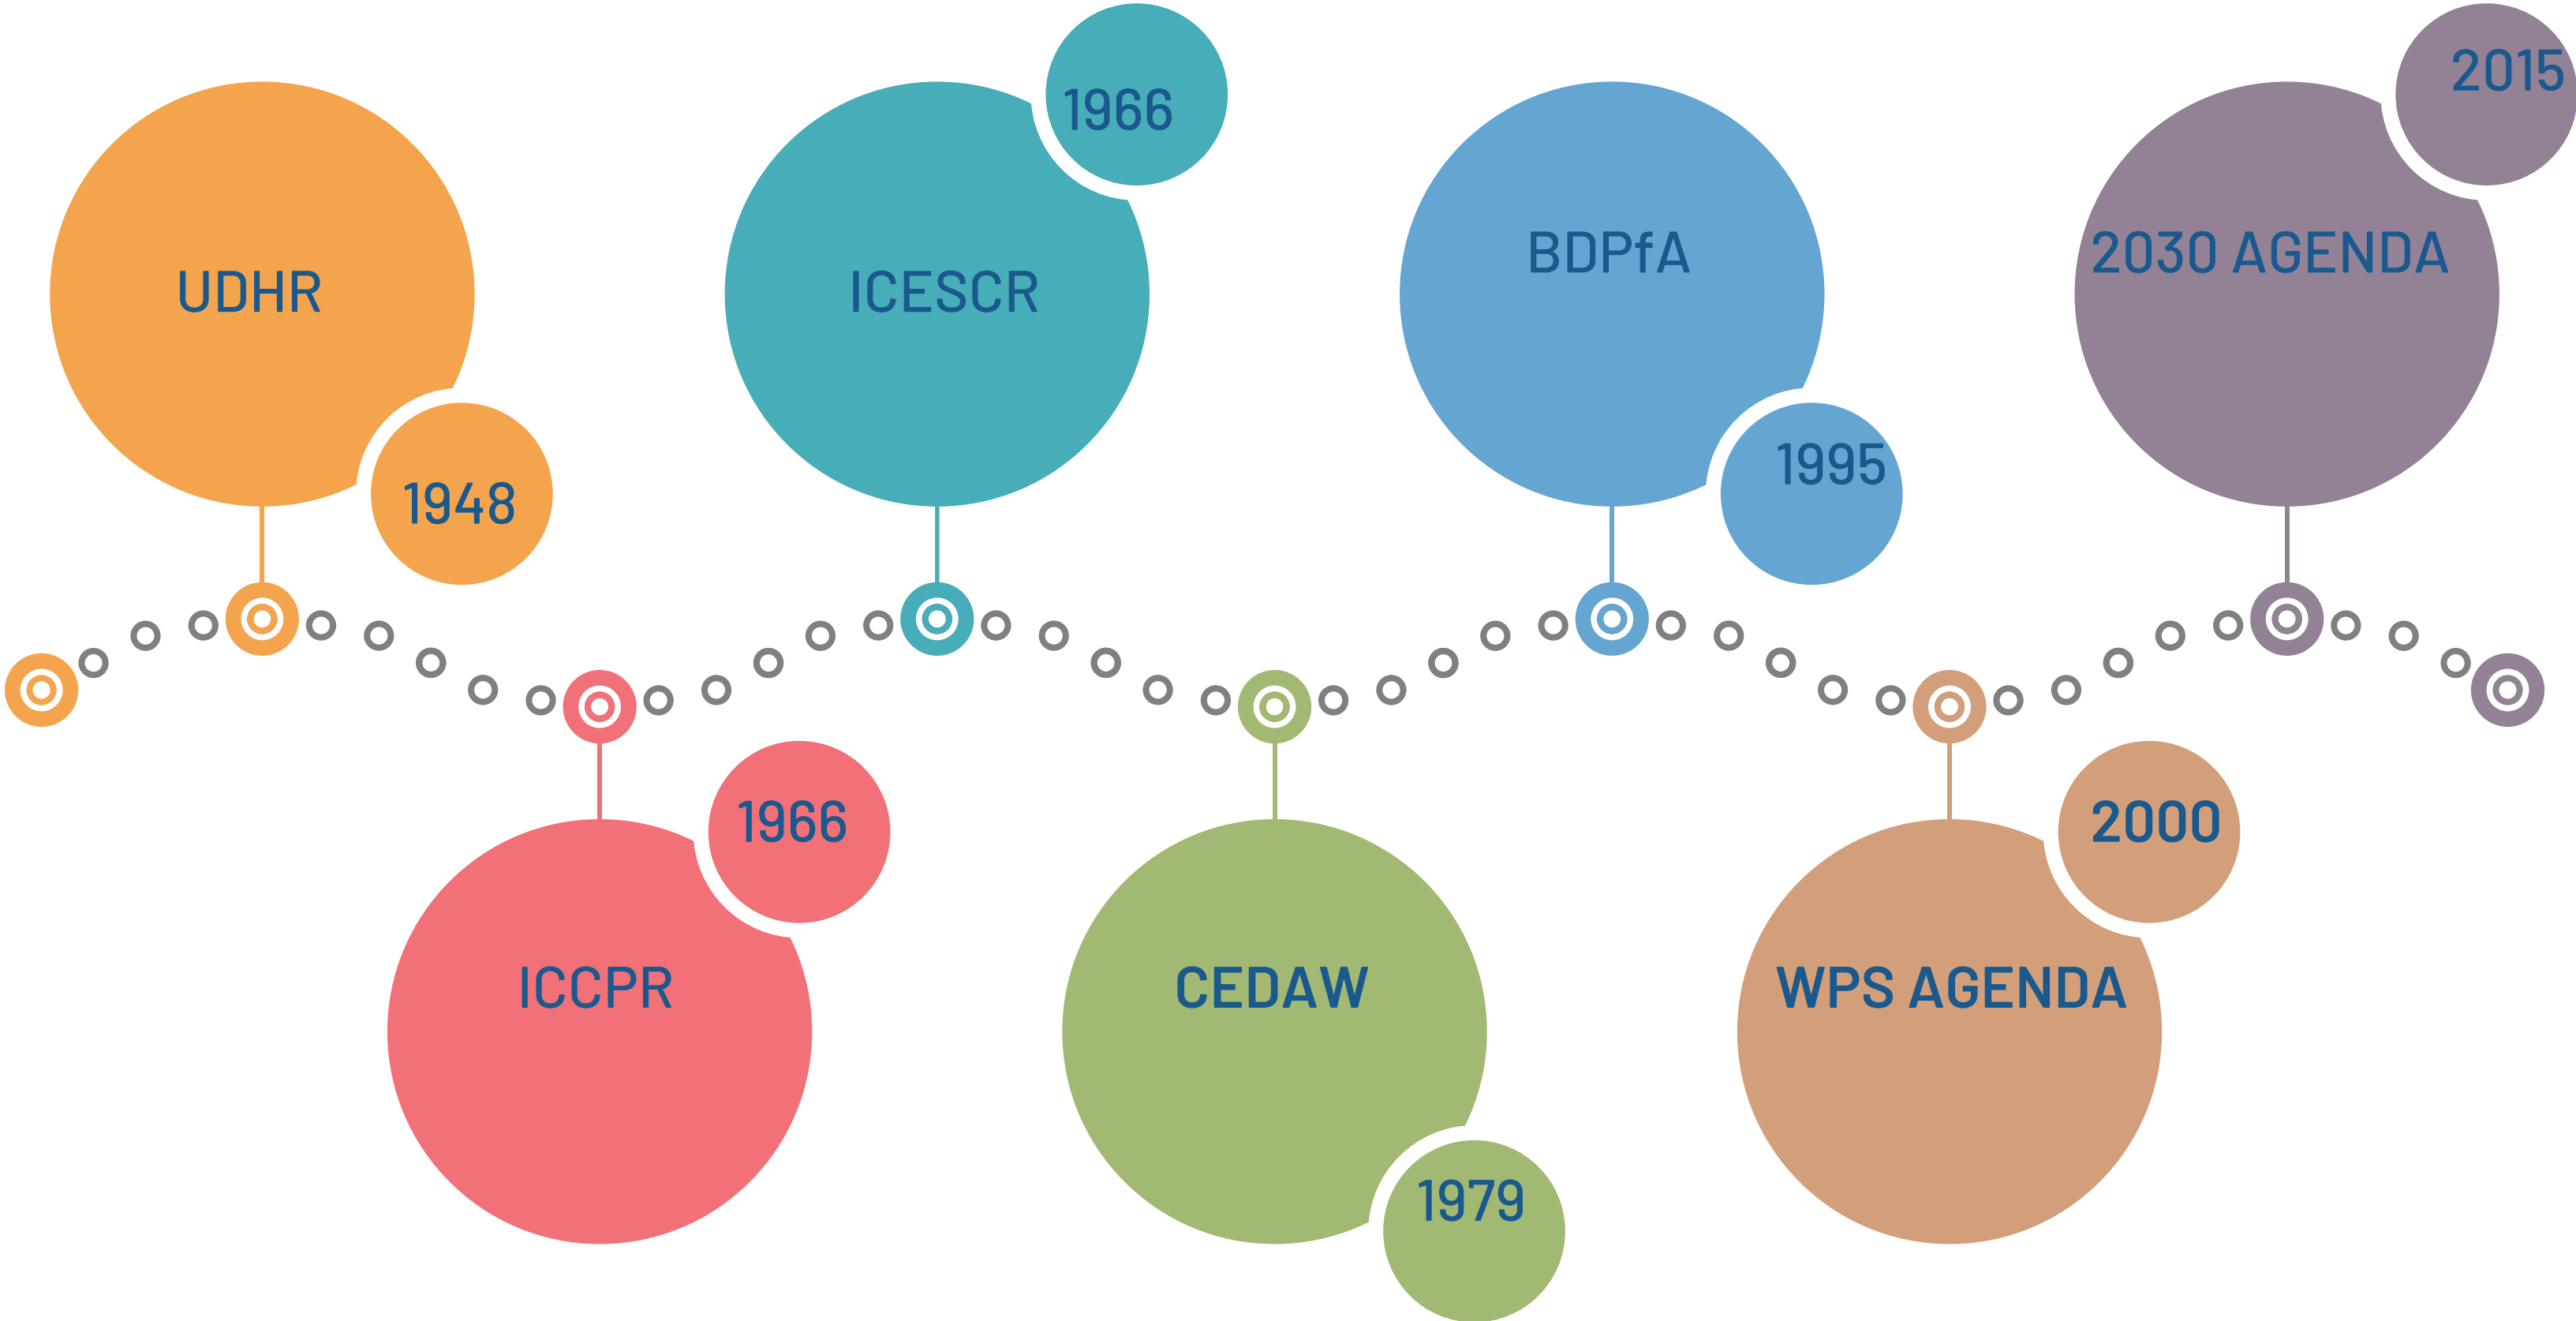 UDHR
1948
ICCPR
1966
ICESCR
1966
CEDAW
1979
BDPfA
1995
WPS AGENDA
2000
2030 AGENDA
2015